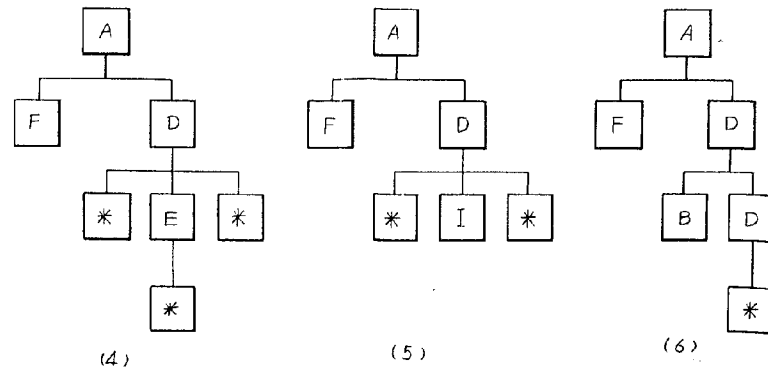 A A A
F D F D F D
* E * * I * B D
* *
(4) (5) (6)